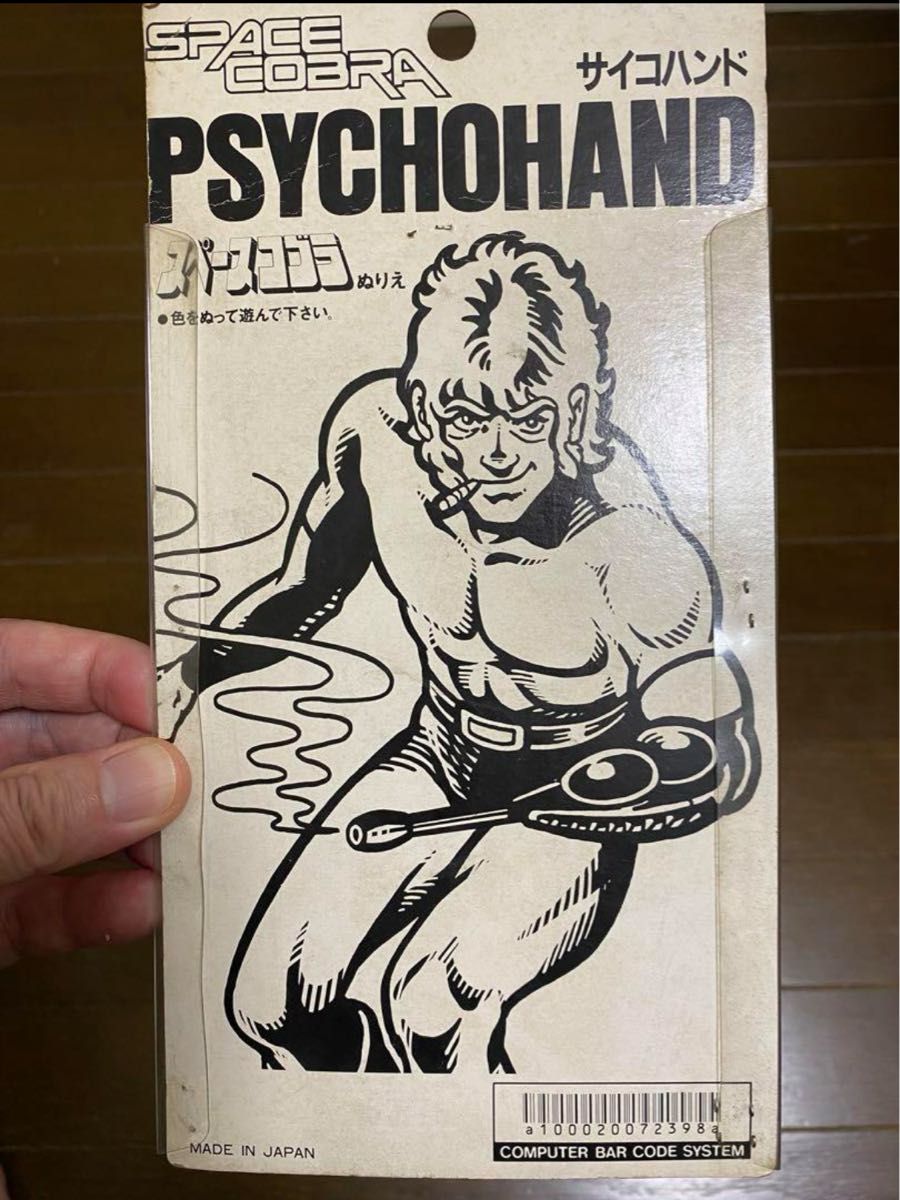 SPACE
COBRA
サイコハンド
PSYCHOHAND
スペースコブラ ぬりえ
●色をぬって遊んで下さい。
a100020072398a
MADE IN JAPAN
COMPUTER BAR CODE SYSTEM